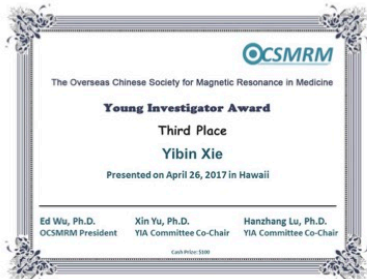 OCSMRM
The Overseas Chinese Society for Magnetic Resonance in Medicine
Young Investigator Award
Third Place
Yibin Xie
Presented on April 26, 2017 in Hawaii
Ed Wu, Ph.D. Xin Yu, Ph.D. Hanzhang Lu, Ph.D.
OCSMRM President YIA Committee Co-Chair YIA Committee Co-Chair
Cash Prize: $100